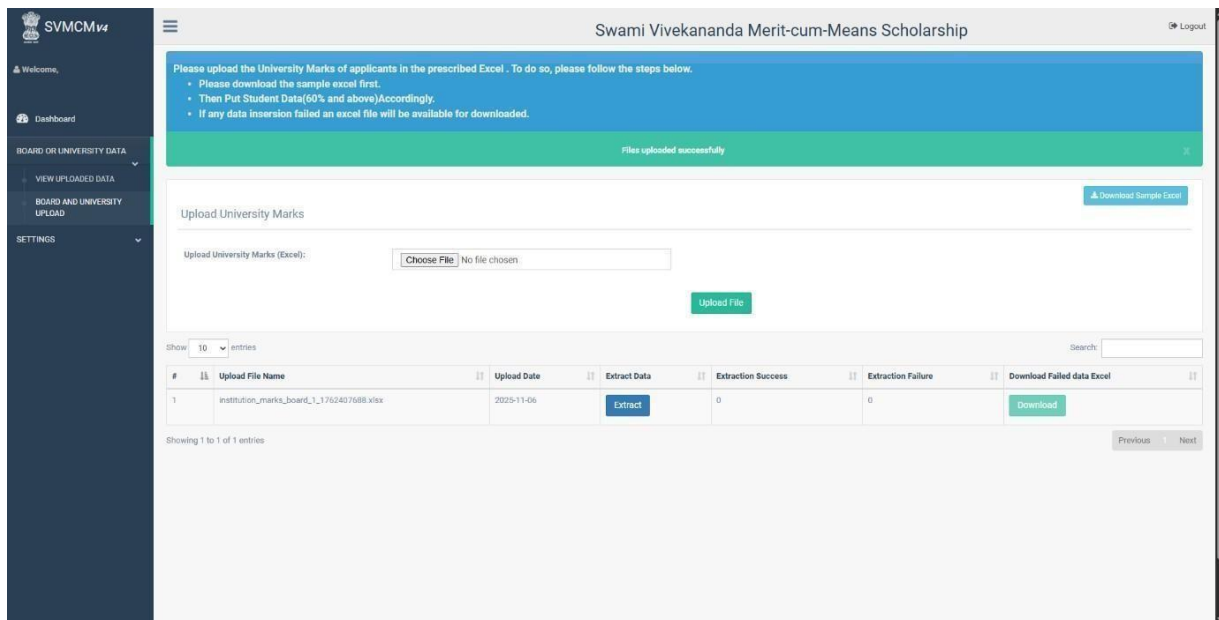 SVMCM V4
Swami Vivekananda Merit-cum-Means Scholarship
Logout
Welcome,
Dashboard
BOARD OR UNIVERSITY DATA
VIEW UPLOADED DATA
BOARD AND UNIVERSITY
UPLOAD
SETTINGS
Please upload the University Marks of applicants in the prescribed Excel . To do so, please follow the steps below.
• Please download the sample excel first.
• Then Put Student Data(60% and above)Accordingly.
• If any data insersion failed an excel file will be available for downloaded.
Files uploaded successfully x
Download Sample Excel
Upload University Marks
Upload University Marks (Excel): Choose File No file chosen
Upload File
Show 10 entries Search:
# Upload File Name Upload Date Extract Data Extraction Success Extraction Failure Download Failed data Excel
1 institution_marks_board_1_1762407688.xlsx 2025-11-06 Extract 0 0 Download
Showing 1 to 1 of 1 entries Previous 1 Next